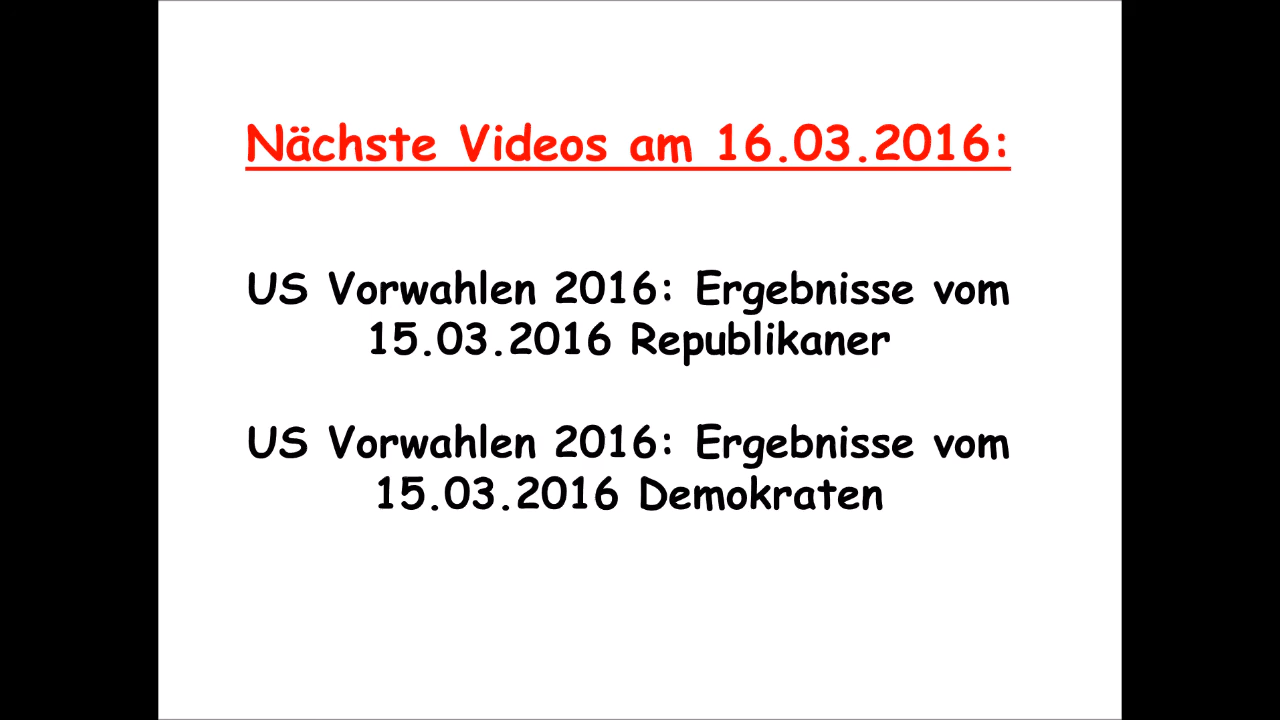 Nächste Videos am 16.03.2016:
US Vorwahlen 2016: Ergebnisse vom
15.03.2016 Republikaner
US Vorwahlen 2016: Ergebnisse vom
15.03.2016 Demokraten